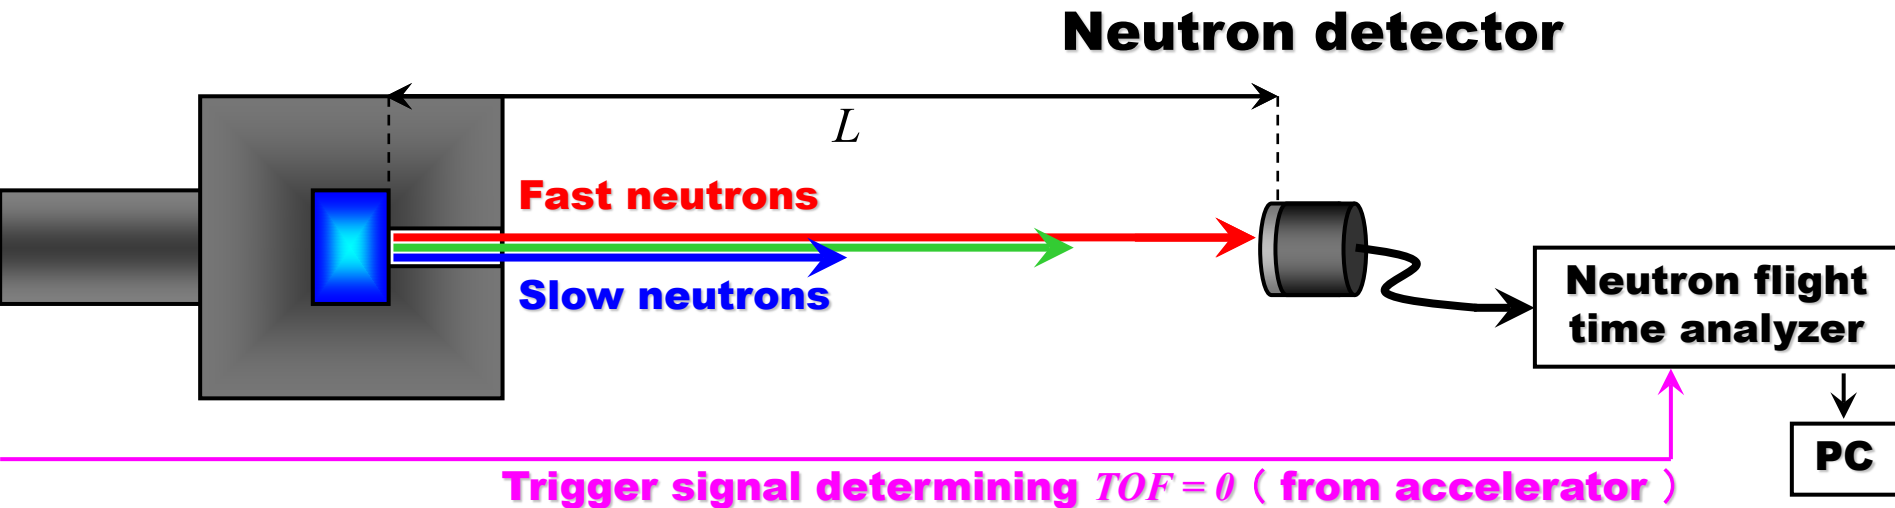 Neutron detector
L
Fast neutrons
Slow neutrons
Neutron flight
time analyzer
PC
Trigger signal determining TOF = 0 ( from accelerator )